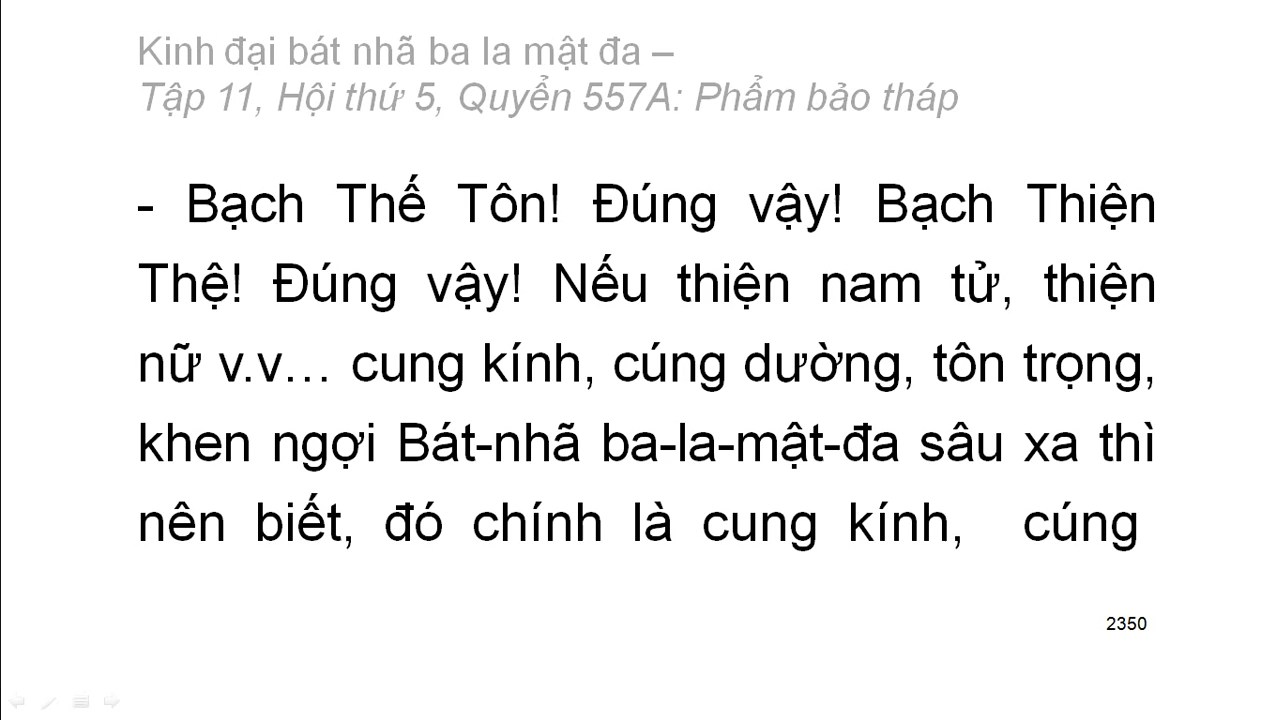 Kinh đại bát nhã ba la mật đa –
Tập 11, Hội thứ 5, Quyển 557A: Phẩm bảo tháp
- Bạch Thế Tôn! Đúng vậy! Bạch Thiện
Thệ! Đúng vậy! Nếu thiện nam tử, thiện
nữ v.v… cung kính, cúng dường, tôn trọng,
khen ngợi Bát-nhã ba-la-mật-đa sâu xa thì
nên biết, đó chính là cung kính, cúng
2350